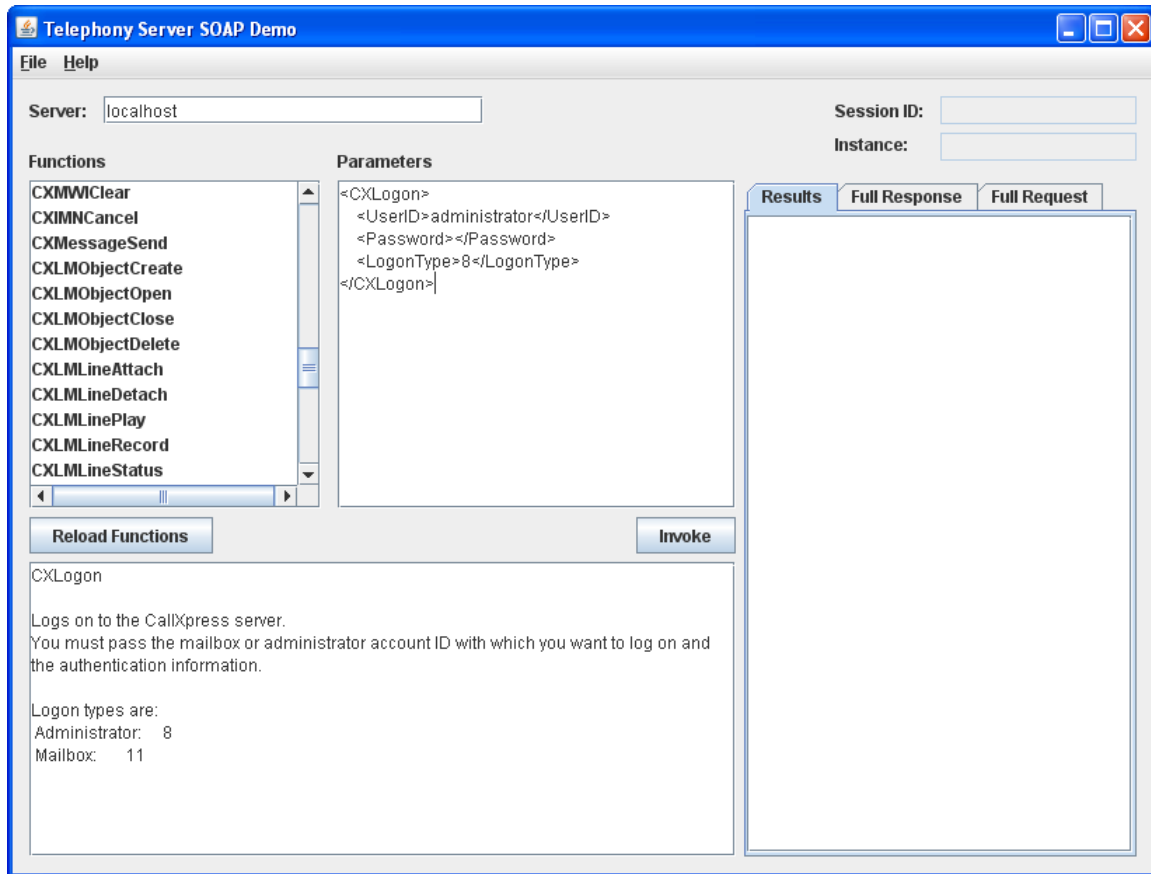 Telephony Server SOAP Demo
File Help
Server: localhost
Session ID:
Instance:
Functions
CXMWIClear
CXIMNCancel
CXMessageSend
CXLMObjectCreate
CXLMObjectOpen
CXLMObjectClose
CXLMObjectDelete
CXLMLineAttach
CXLMLineDetach
CXLMLinePlay
CXLMLineRecord
CXLMLineStatus
Reload Functions
Parameters
<CXLogon>
<UserID>administrator</UserID>
<Password></Password>
<LogonType>8</LogonType>
</CXLogon>
Invoke
Results Full Response Full Request
CXLogon
Logs on to the CallXpress server.
You must pass the mailbox or administrator account ID with which you want to log on and
the authentication information.
Logon types are:
Administrator: 8
Mailbox: 11